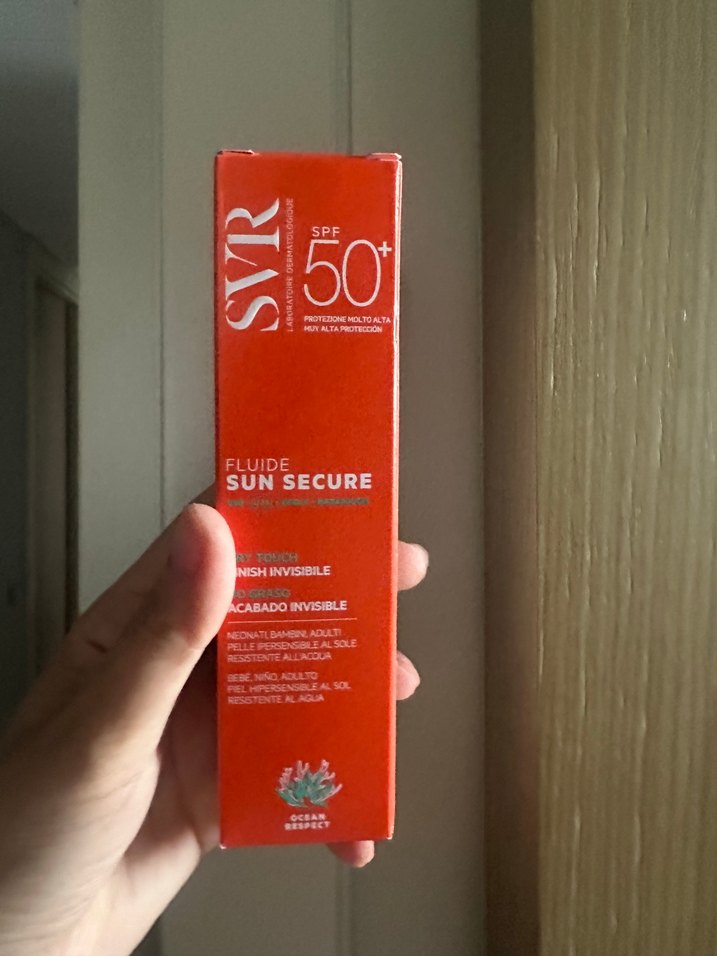 SVR
LABORATOIRE DERMATOLOGIQUE
SPF
50+
PROTEZIONE MOLTO ALTA
MUY ALTA PROTECCIÓN
FLUIDE
SUN SECURE
TOUCH
FINISH INVISIBILE
ACABADO INVISIBLE
NEONATI, BAMBINI, ADULTI
PELLE IPERSENSIBILE AL SOLE
RESISTENTE ALL'ACQUA
BEBÉ, NIÑO, ADULTO
PIEL HIPERSENSIBLE AL SOL
RESISTENTE AL AGUA
OCEAN
RESPECT